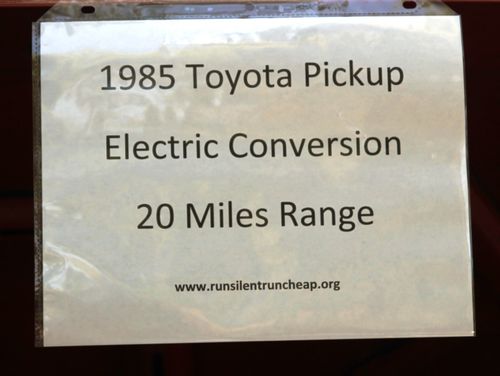 1985 Toyota Pickup
Electric Conversion
20 Miles Range
www.runsilentruncheap.org